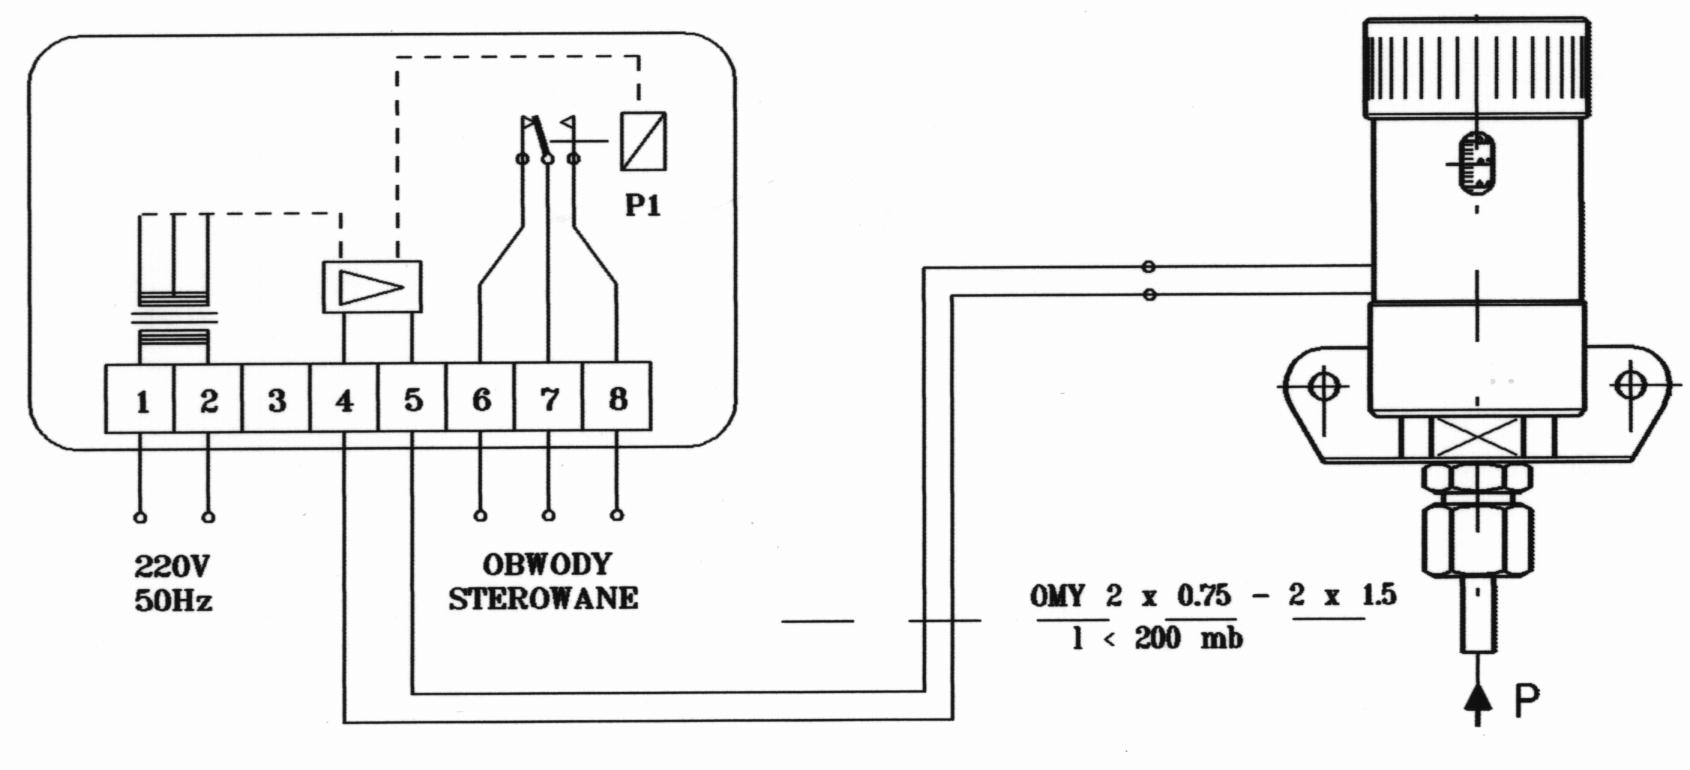 P1
1 2 3 4 5 6 7 8
220V
50Hz
OBWODY
STEROWANE
OMY 2 x 0.75 - 2 x 1.5
l < 200 mb
P